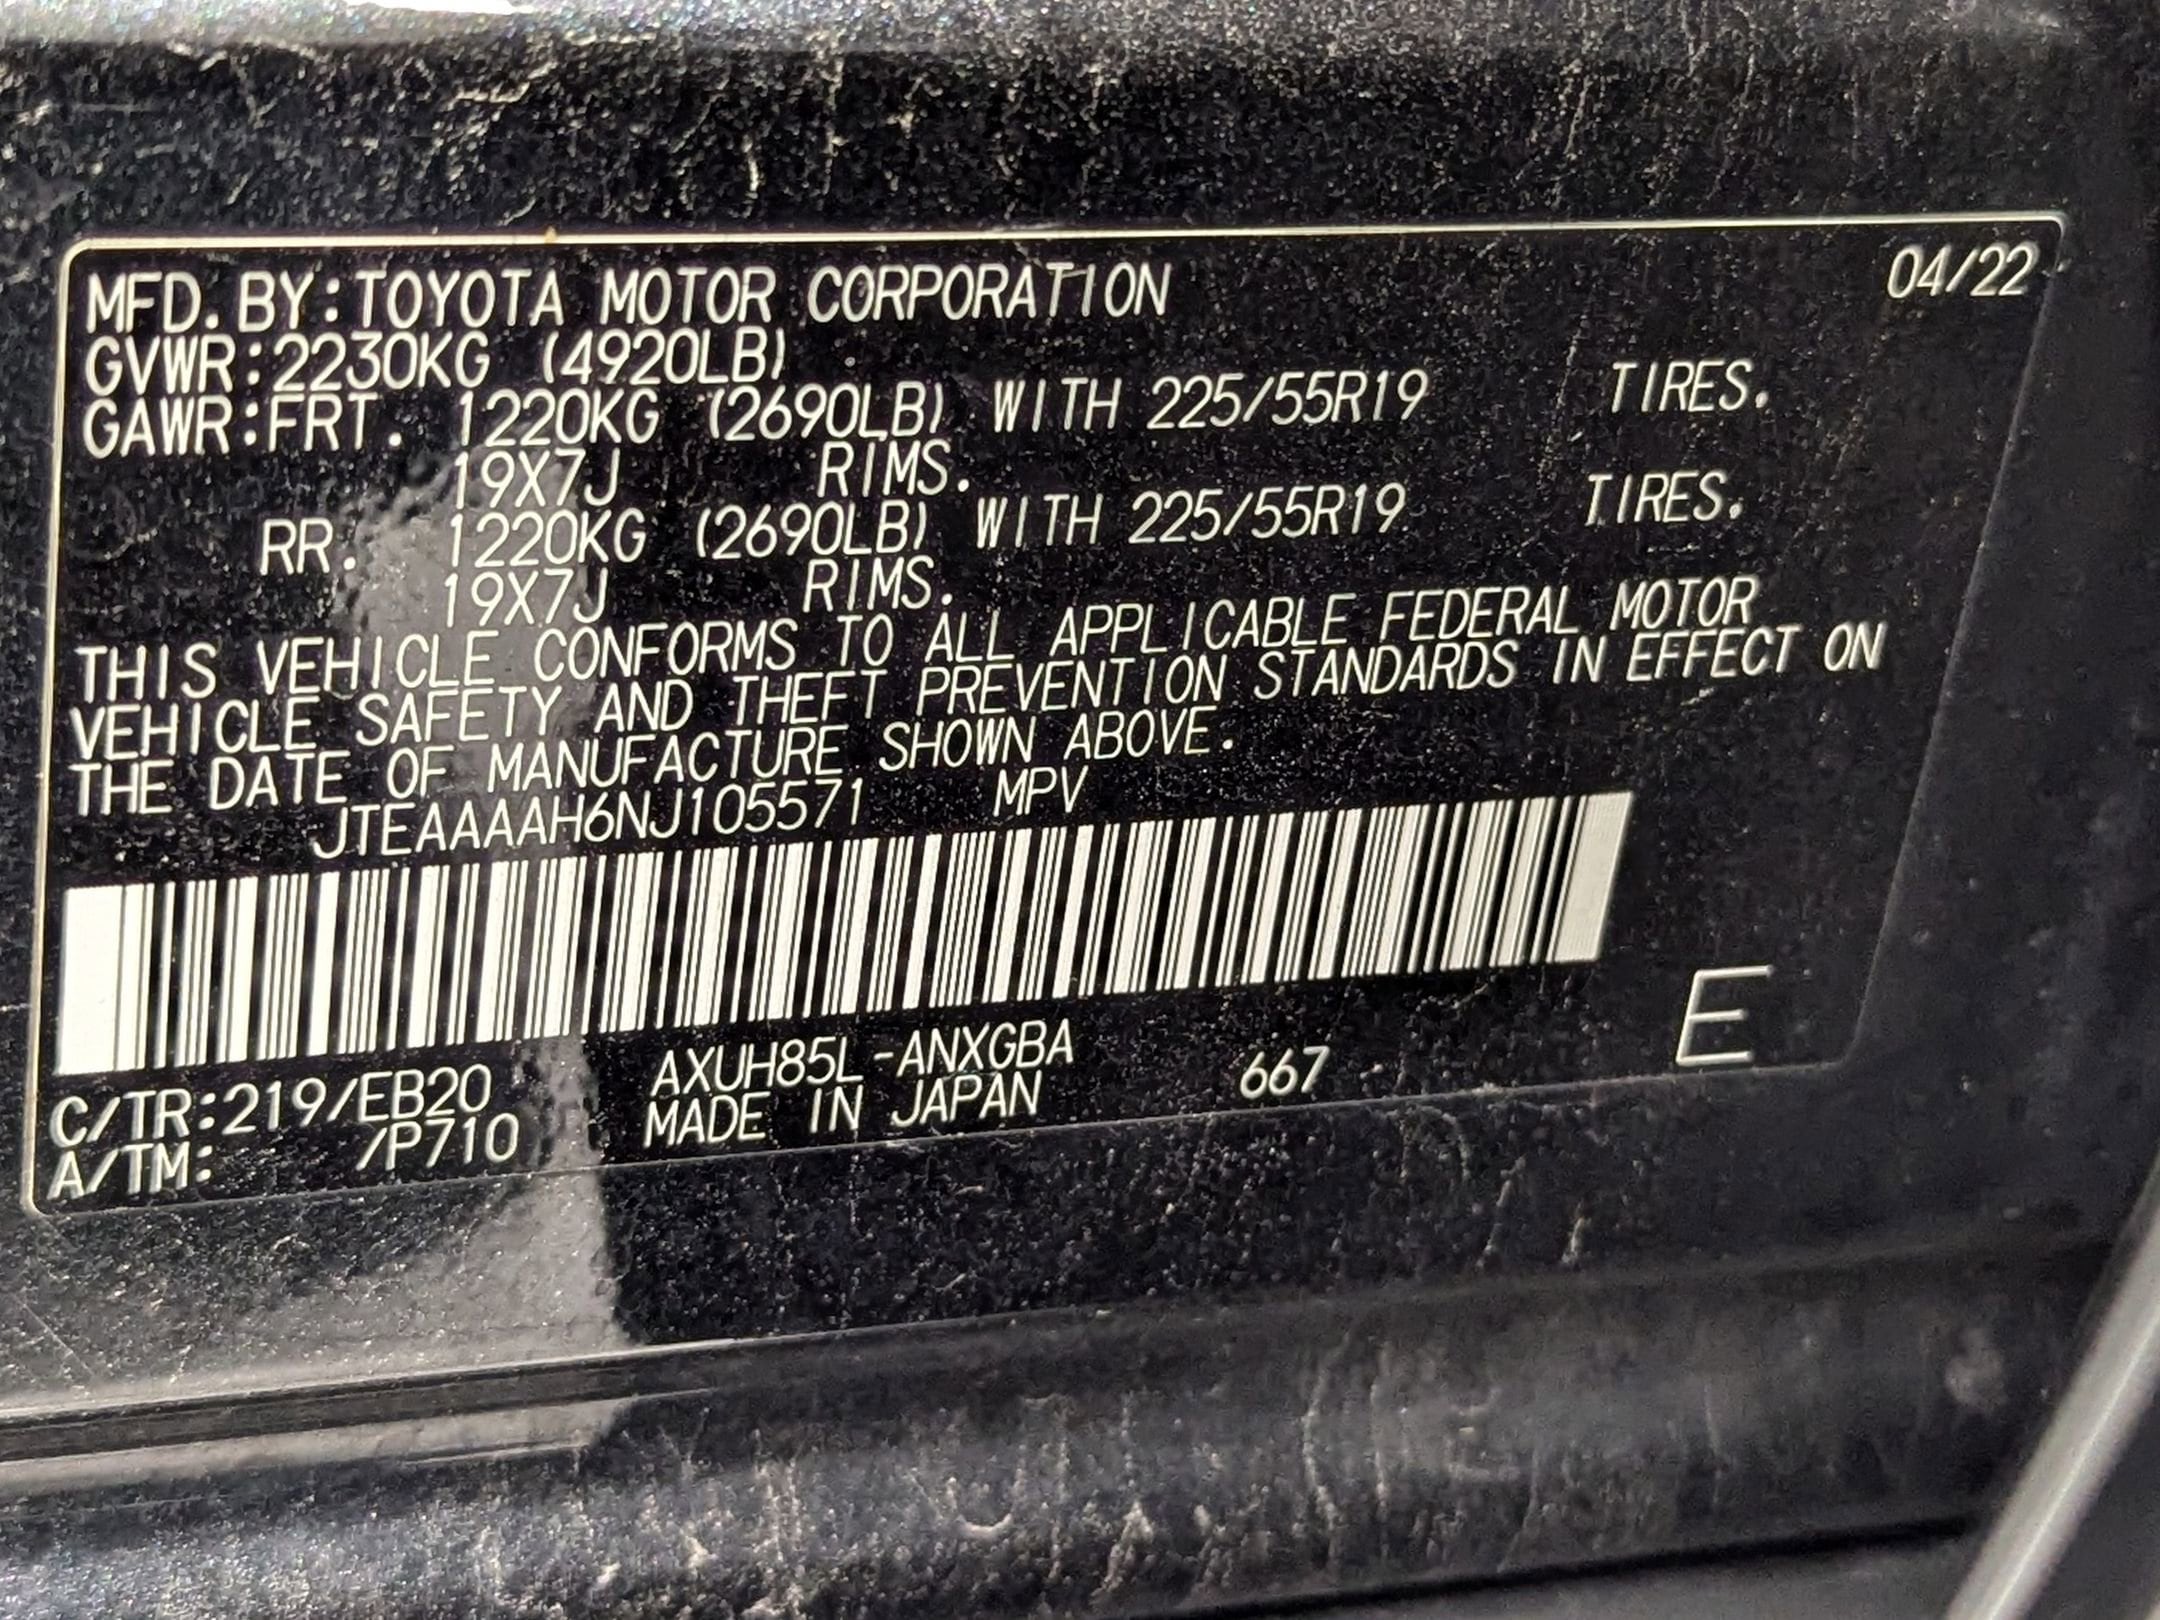 04/22
MFD. BY:TOYOTA MOTOR CORPORATION
GVWR:2230KG (4920LB)
GAWR:FRT. 1220KG (2690LB) WITH 225/55R19 TIRES.
19X7J RIMS.
RR. 1220KG (2690LB) WITH 225/55R19 TIRES.
19X7J RIMS.
THIS VEHICLE CONFORMS TO ALL APPLICABLE FEDERAL MOTOR
VEHICLE SAFETY AND THEFT PREVENTION STANDARDS IN EFFECT ON
THE DATE OF MANUFACTURE SHOWN ABOVE.
JTEAAAAH6NJ105571 MPV
C/TR:219/EB20 AXUH85L-ANXGBA 667 E
A/TM: /P710 MADE IN JAPAN